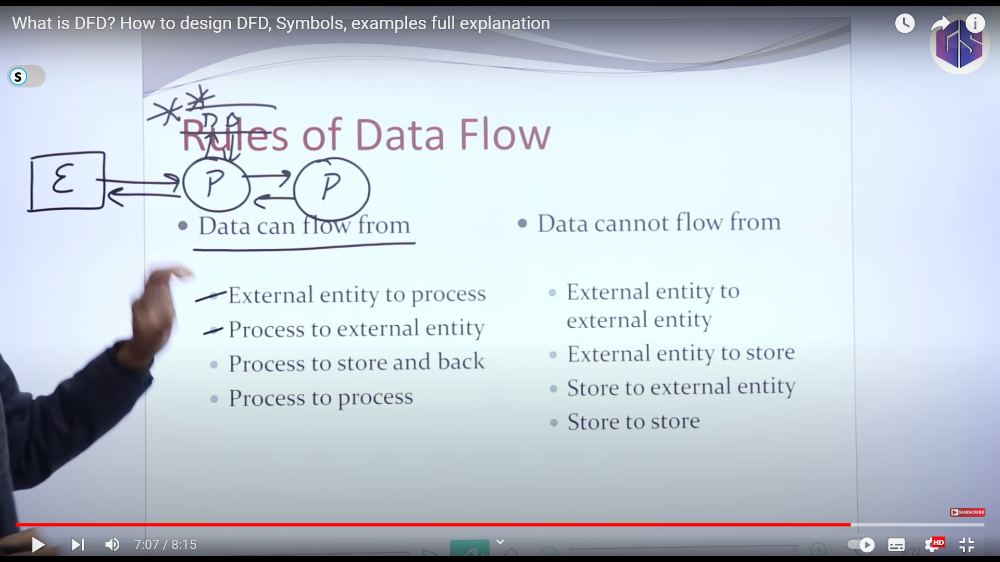 What is DFD? How to design DFD, Symbols, examples full explanation
S
Rules of Data Flow
E
P
P
Data can flow from
External entity to process
Process to external entity
Process to store and back
Process to process
Data cannot flow from
External entity to
external entity
External entity to store
Store to external entity
Store to store
SUBSCRIBE
7:07 / 8:15
HD